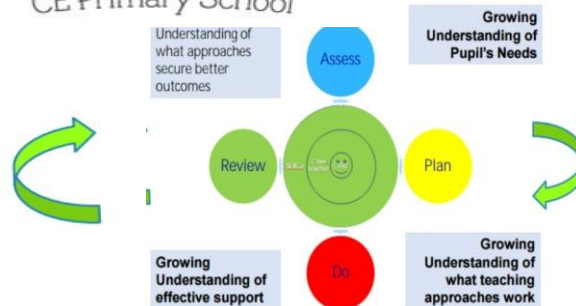 CE Primary School
Understanding of
what approaches
secure better
outcomes
Assess
Growing
Understanding of
Pupil's Needs
Review
Plan
Growing
Understanding of
effective support
Do
Growing
Understanding of
what teaching
approaches work